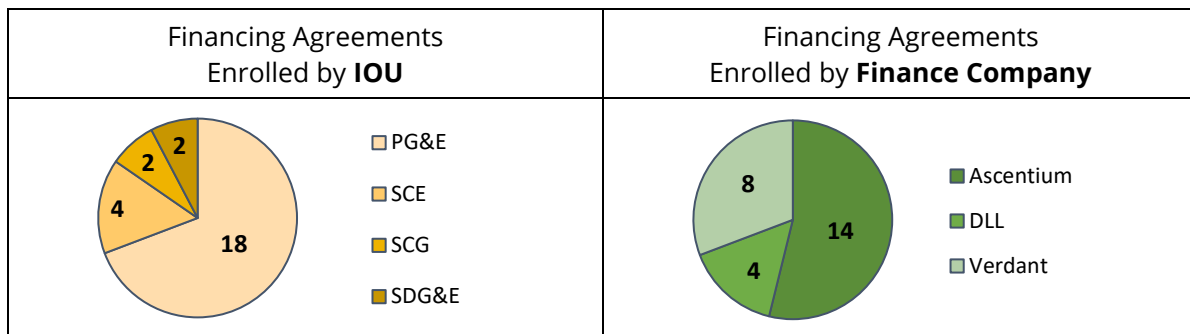 Financing Agreements
Enrolled by IOU
Financing Agreements
Enrolled by Finance Company
2
2
4
18
PG&E
SCE
SCG
SDG&E
8
14
4
Ascentium
DLL
Verdant